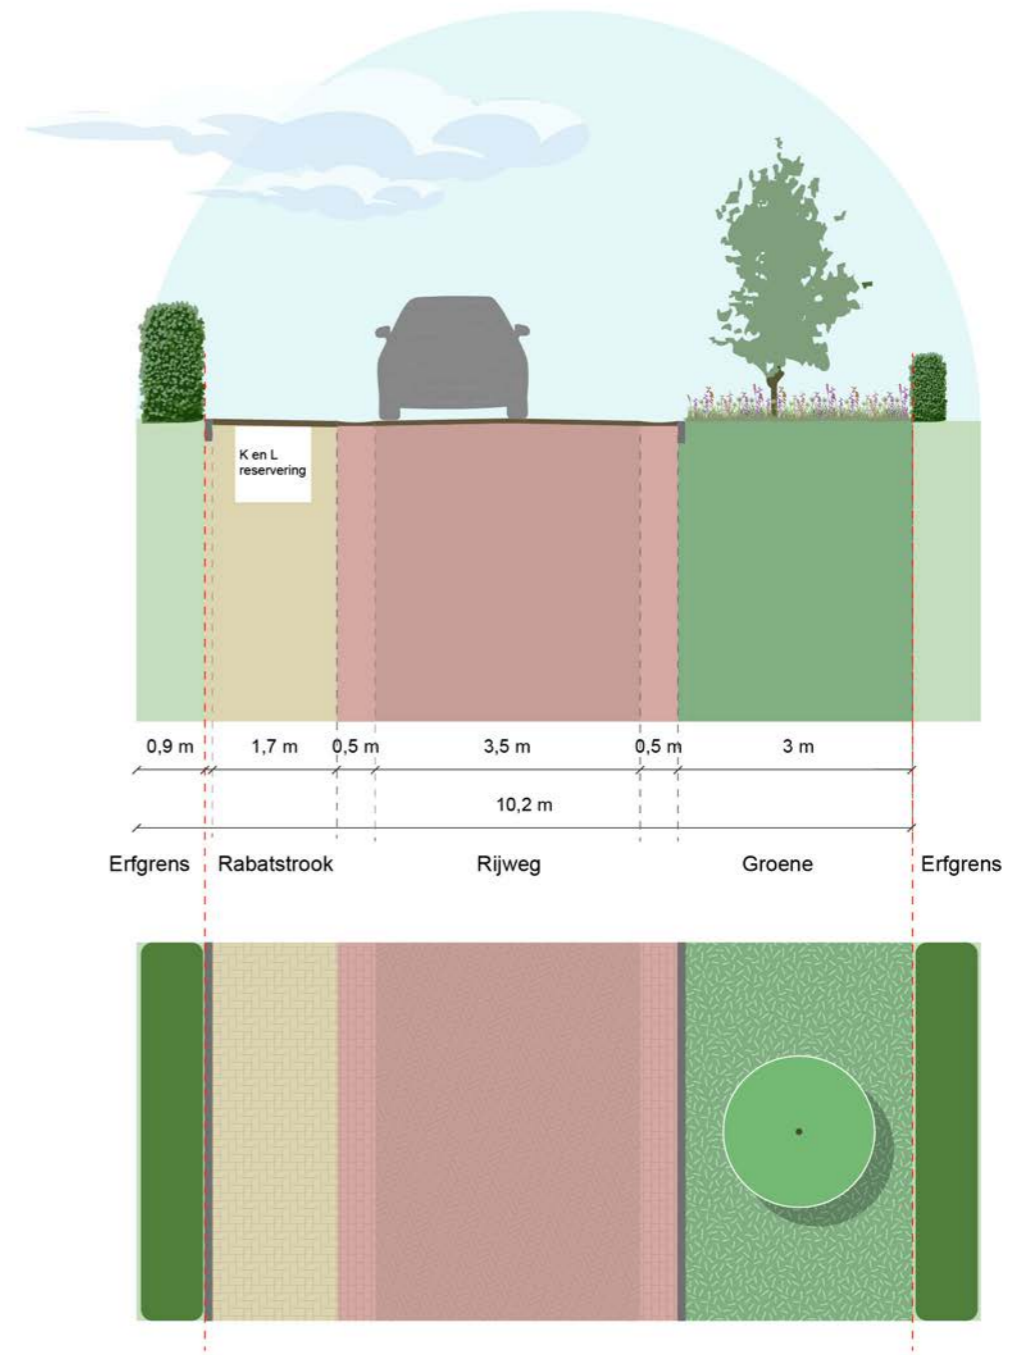 K en L
reservering
0,9 m 1,7 m 0,5 m 3,5 m 0,5 m 3 m
10,2 m
Erfgrens Rabatstrook Rijweg Groene Erfgrens